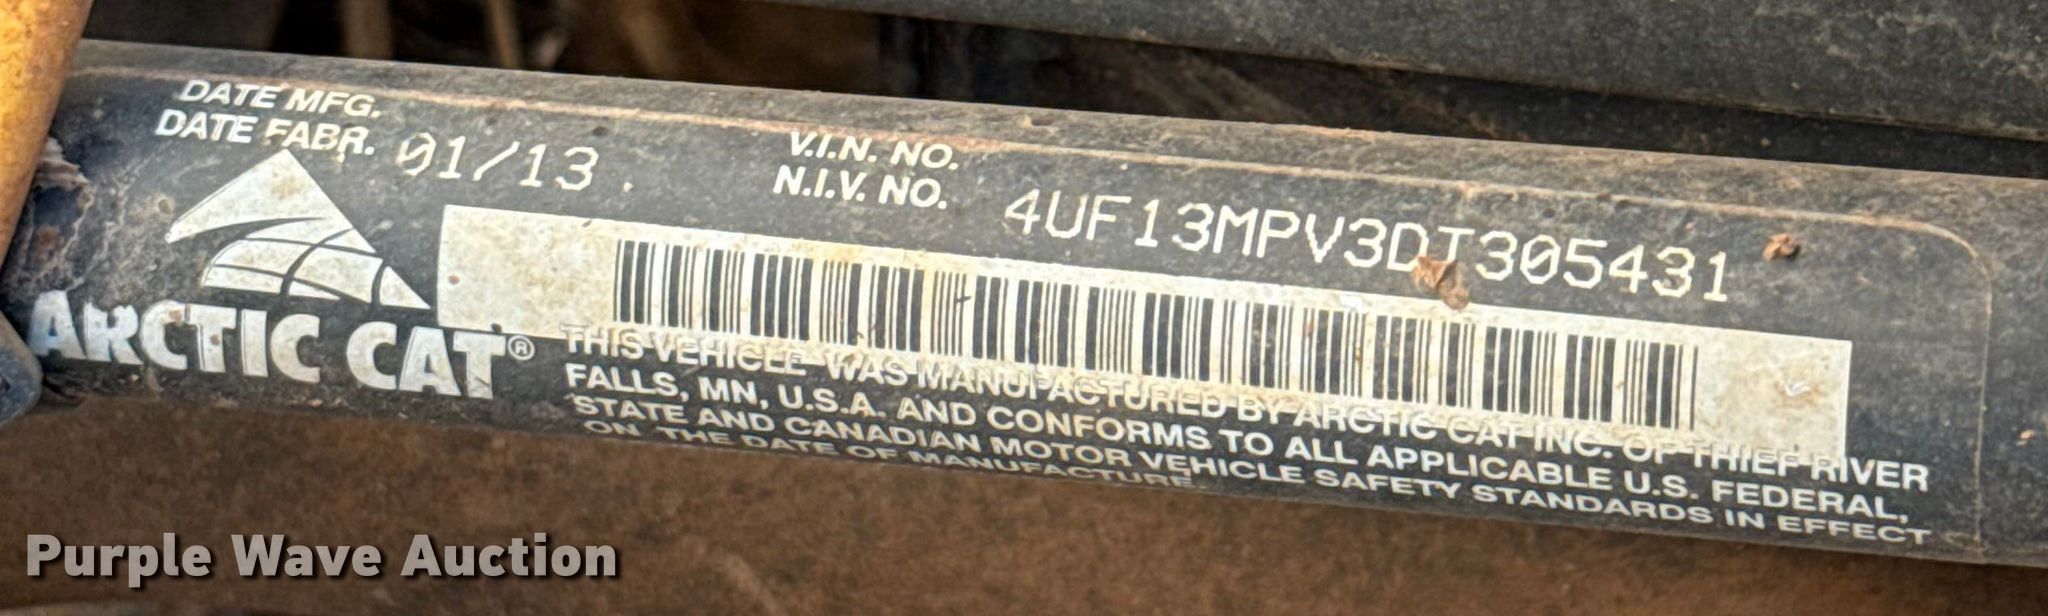 DATE MFG.
DATE FABR. 01/13
V.I.N. NO.
N.I.V. NO. 4UF13MPV3DT305431
ARCTIC CAT®
THIS VEHICLE WAS MANUFACTURED BY ARCTIC CAT INC. OF THIEF RIVER
FALLS, MN, U.S.A. AND CONFORMS TO ALL APPLICABLE U.S. FEDERAL,
STATE AND CANADIAN MOTOR VEHICLE SAFETY STANDARDS IN EFFECT
ON THE DATE OF MANUFACTURE
Purple Wave Auction